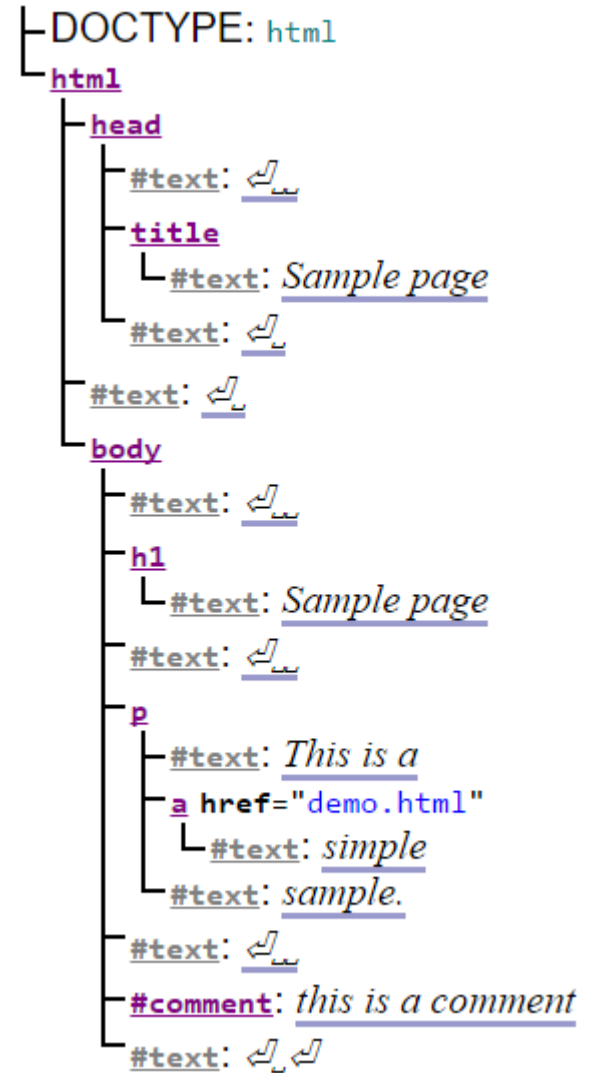 DOCTYPE: html
html
head
#text: ⏎␣␣
title
#text: Sample page
#text: ⏎␣
#text: ⏎␣
body
#text: ⏎␣␣
h1
#text: Sample page
#text: ⏎␣␣
p
#text: This is a
a href="demo.html"
#text: simple
#text: sample.
#text: ⏎␣␣
#comment: this is a comment
#text: ⏎␣⏎